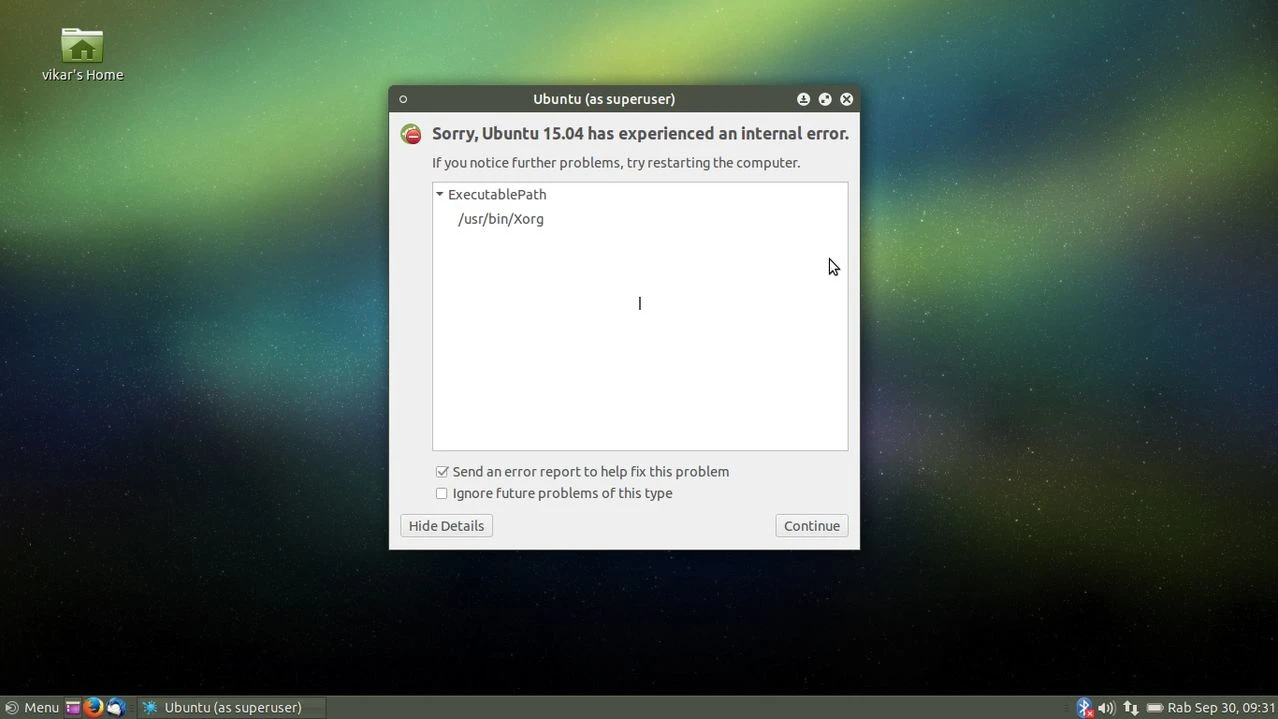 vikar's Home
Ubuntu (as superuser)
Sorry, Ubuntu 15.04 has experienced an internal error.
If you notice further problems, try restarting the computer.
ExecutablePath
/usr/bin/Xorg
Send an error report to help fix this problem
Ignore future problems of this type
Hide Details
Continue
Menu
Ubuntu (as superuser)
Rab Sep 30, 09:31